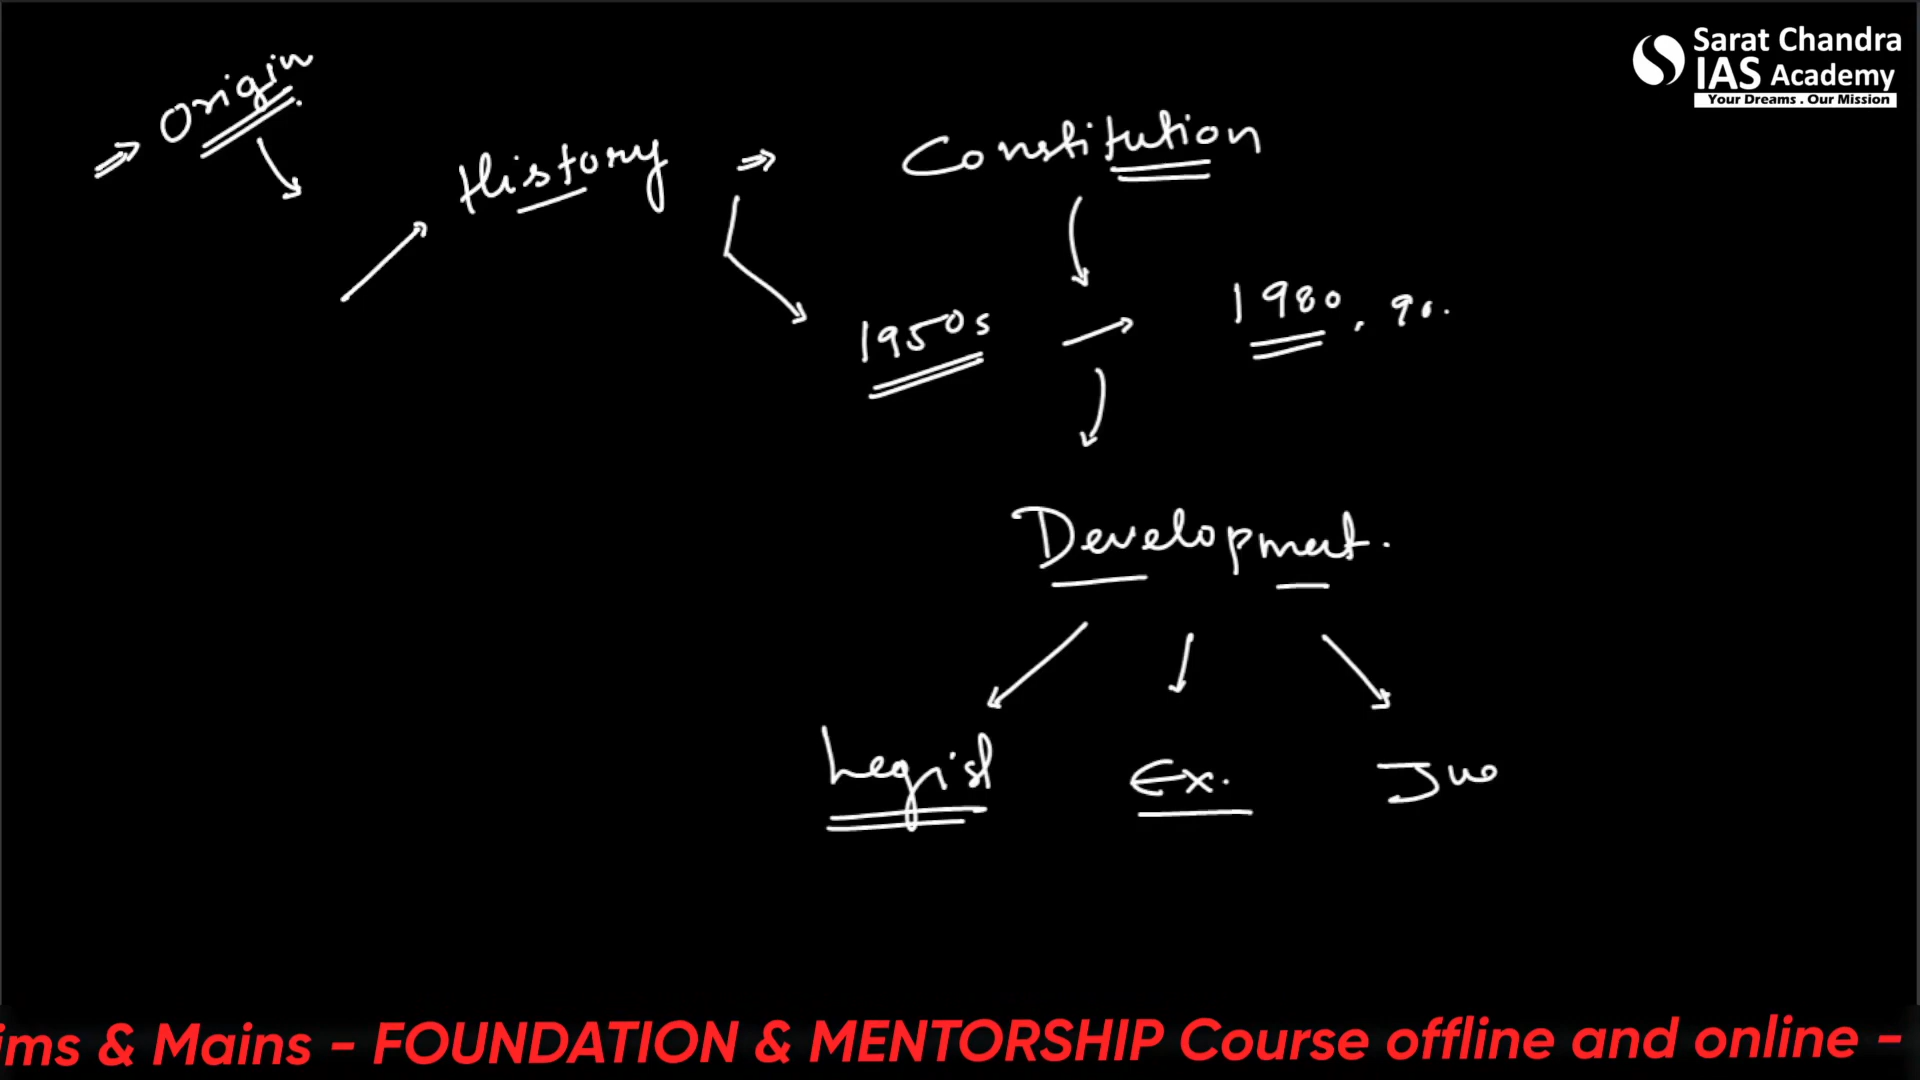 Sarat Chandra
IAS Academy
Your Dreams . Our Mission
⇒ Origin
History ⇒ Constitution
1950s → 1980, 90.
Development.
Legisl Ex. Jud
ims & Mains - FOUNDATION & MENTORSHIP Course offline and online -